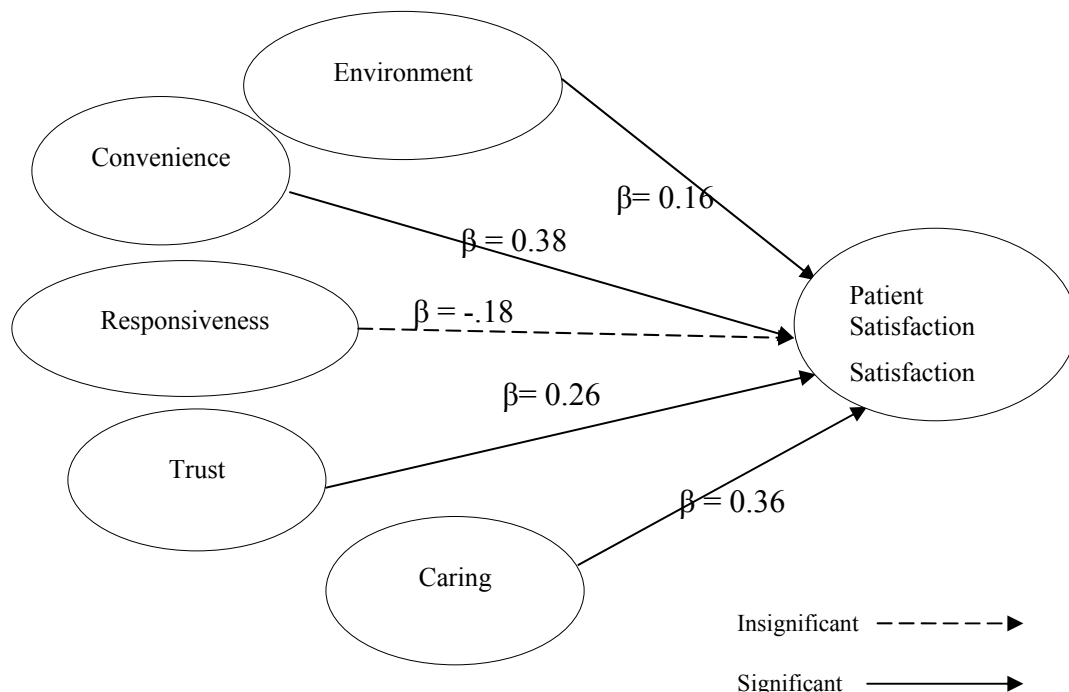 Environment
Convenience
β= 0.16
β = 0.38
Responsiveness
β = -.18
Patient
Satisfaction
Satisfaction
β= 0.26
Trust
β = 0.36
Caring
Insignificant
Significant